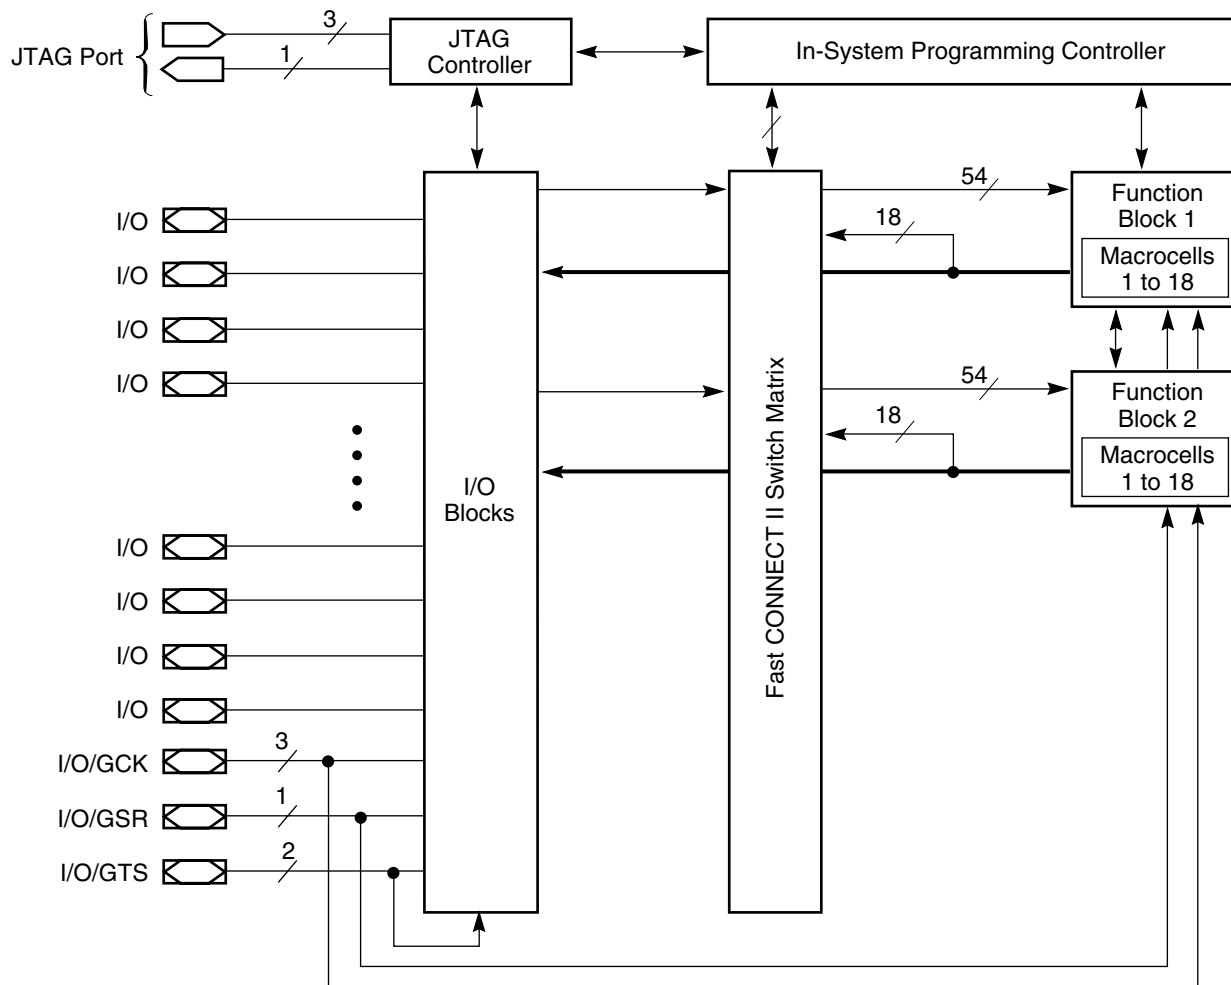 JTAG Port
3
1
JTAG
Controller
In-System Programming Controller
I/O
I/O
I/O
I/O
I/O
Blocks
Fast CONNECT II Switch Matrix
54
18
Function
Block 1
Macrocells
1 to 18
54
18
Function
Block 2
Macrocells
1 to 18
I/O
I/O
I/O
I/O
I/O/GCK
3
I/O/GSR
1
I/O/GTS
2